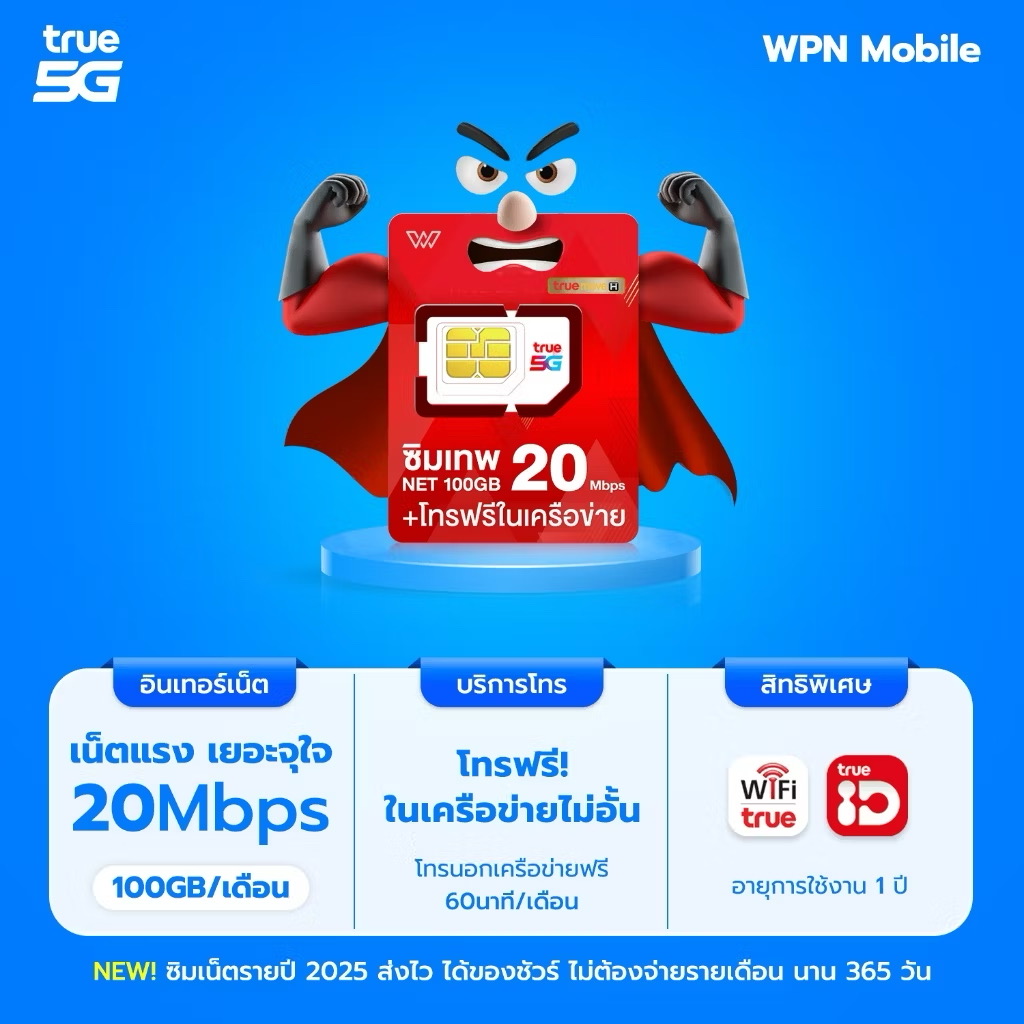 true
5G
WPN Mobile
true
H
true
5G
ซิมเทพ
NET 100GB
20
Mbps
+โทรฟรีในเครือข่าย
อินเทอร์เน็ต
เน็ตแรง เยอะจุใจ
20Mbps
100GB/เดือน
บริการโทร
โทรฟรี!
ในเครือข่ายไม่อั้น
โทรนอกเครือข่ายฟรี
60นาที/เดือน
สิทธิพิเศษ
WiFi
true
true
iD
อายุการใช้งาน 1 ปี
NEW! ซิมเน็ตรายปี 2025 ส่งไว ได้ของชัวร์ ไม่ต้องจ่ายรายเดือน นาน 365 วัน